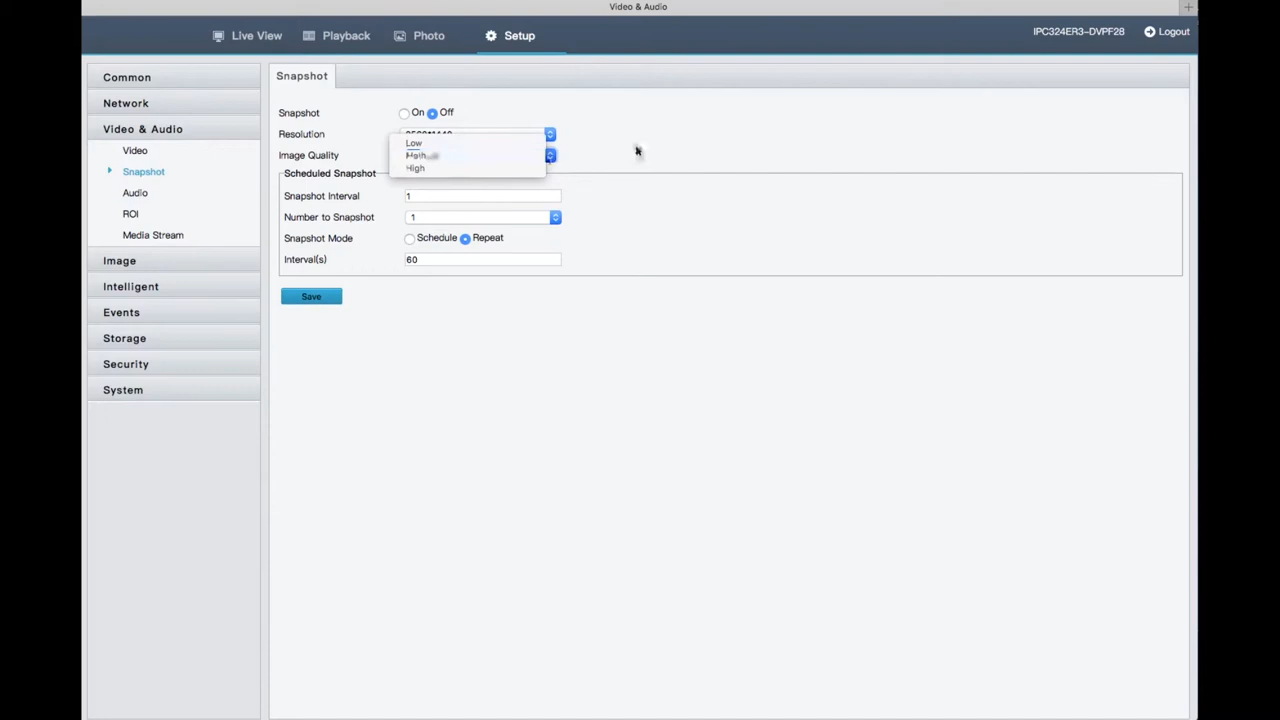 Video & Audio
Live View Playback Photo Setup IPC324ER3-DVPF28 Logout
Common
Network
Video & Audio
Video
Snapshot
Audio
ROI
Media Stream
Image
Intelligent
Events
Storage
Security
System
Snapshot
Snapshot On Off
Resolution
Image Quality
Low
High
Scheduled Snapshot
Snapshot Interval 1
Number to Snapshot 1
Snapshot Mode Schedule Repeat
Interval(s) 60
Save